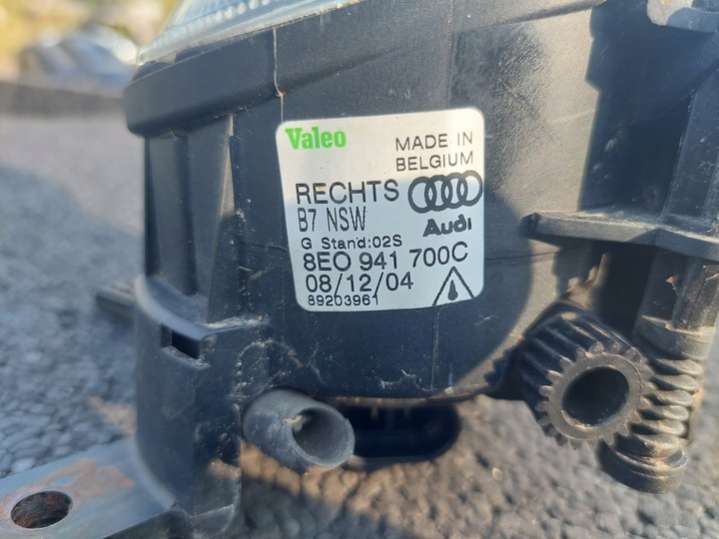 Valeo
MADE IN
BELGIUM
RECHTS
B7 NSW
Audi
G Stand:02S
8E0 941 700C
08/12/04
89203961